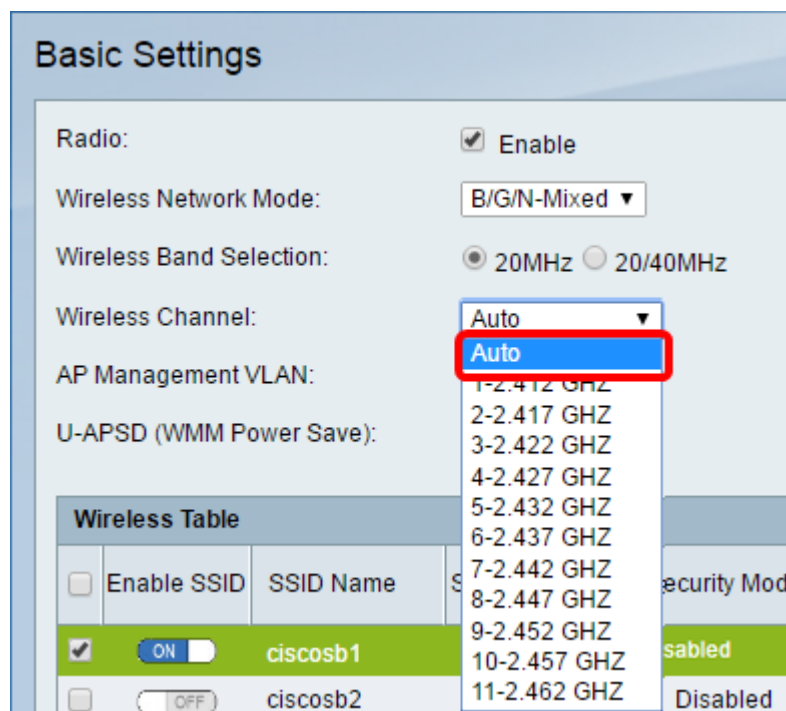 Basic Settings
Radio: Enable
Wireless Network Mode: B/G/N-Mixed
Wireless Band Selection: 20MHz 20/40MHz
Wireless Channel: Auto
Auto
1-2.412 GHZ
AP Management VLAN:
2-2.417 GHZ
3-2.422 GHZ
U-APSD (WMM Power Save):
4-2.427 GHZ
5-2.432 GHZ
Wireless Table
6-2.437 GHZ
7-2.442 GHZ
Enable SSID SSID Name S ecurity Mod
8-2.447 GHZ
9-2.452 GHZ
ON ciscosb1 sabled
10-2.457 GHZ
11-2.462 GHZ
OFF ciscosb2 Disabled